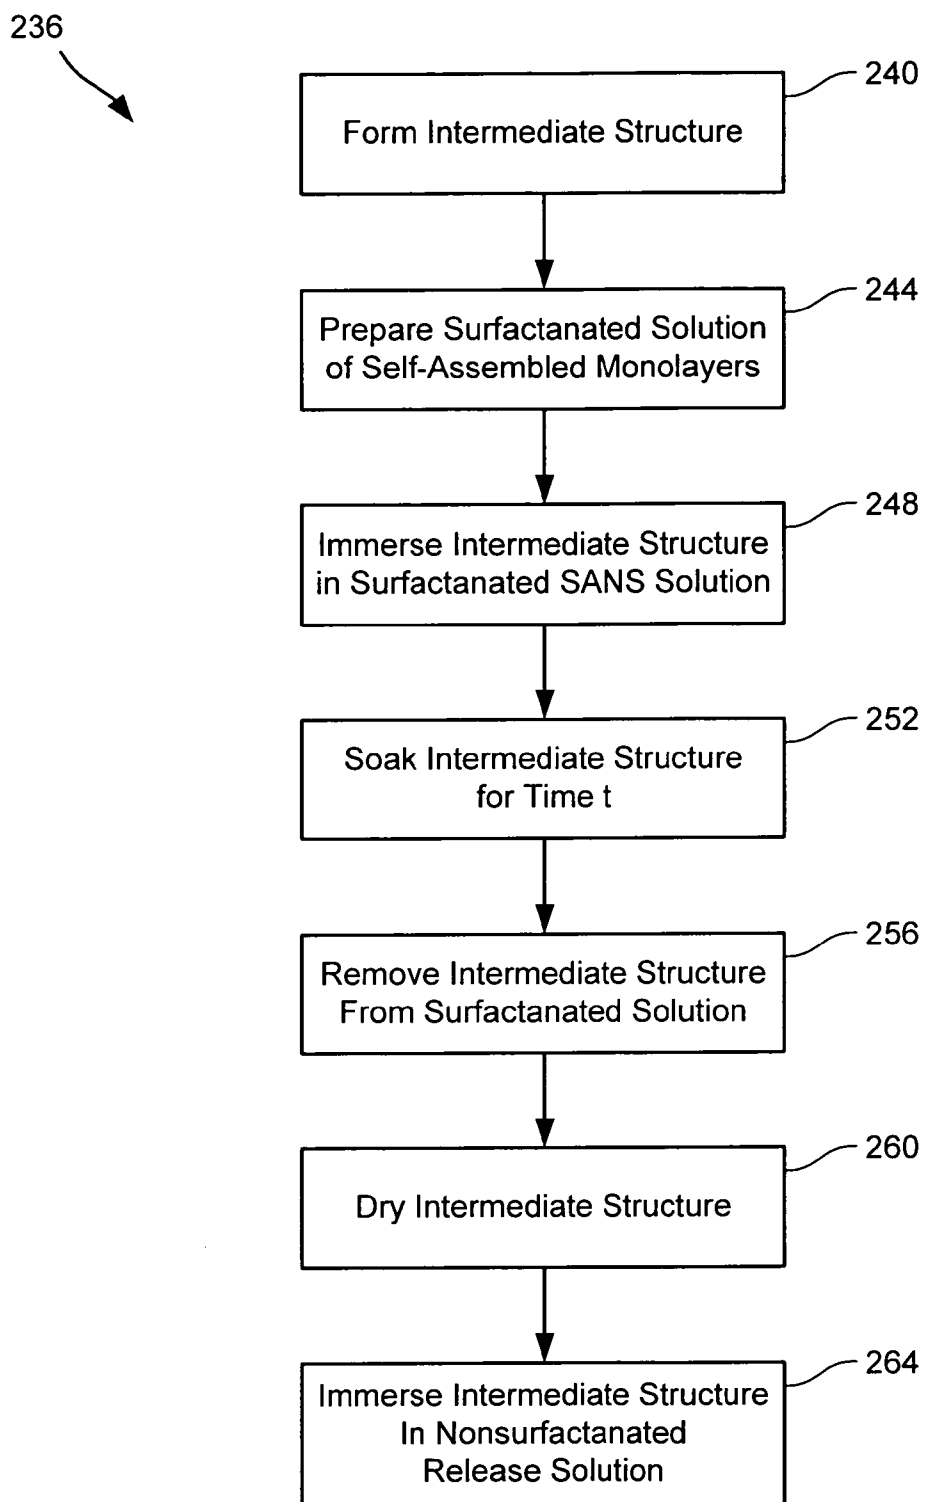 236
240
Form Intermediate Structure
244
Prepare Surfactanated Solution
of Self-Assembled Monolayers
248
Immerse Intermediate Structure
in Surfactanated SANS Solution
252
Soak Intermediate Structure
for Time t
256
Remove Intermediate Structure
From Surfactanated Solution
260
Dry Intermediate Structure
264
Immerse Intermediate Structure
In Nonsurfactanated
Release Solution